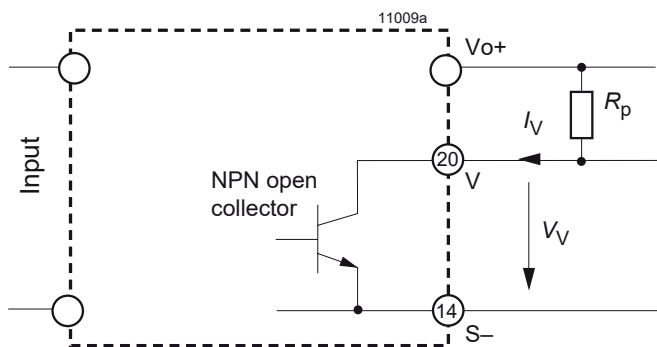 11009a
Vo+
Rp
IV
20
V
Input
NPN open
collector
VV
14
S–